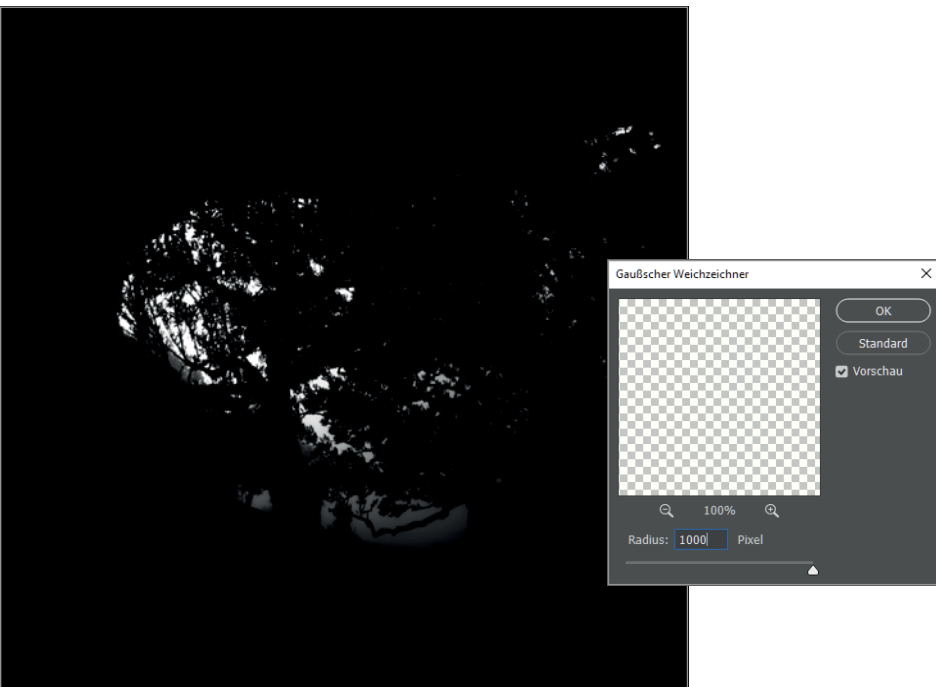 Gaußscher Weichzeichner
OK
Standard
Vorschau
100%
Radius: 1000 Pixel